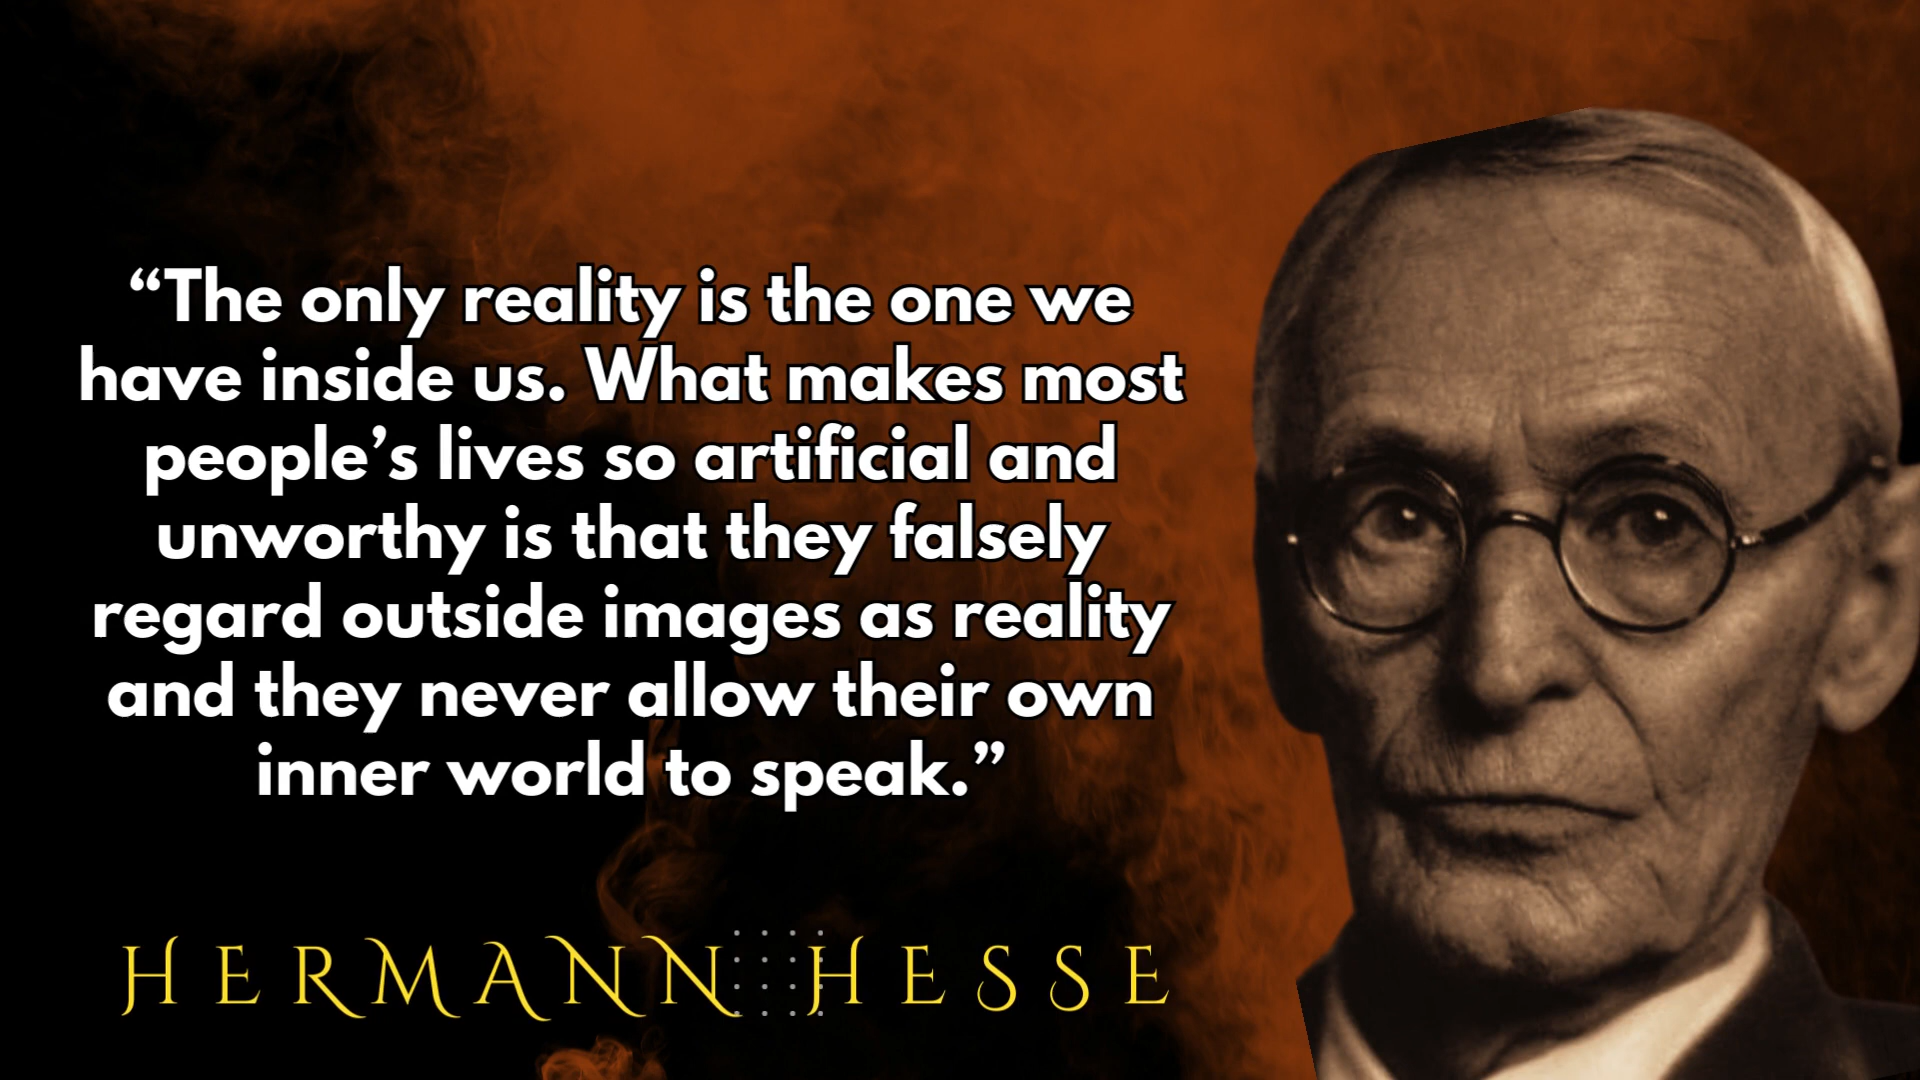 “The only reality is the one we
have inside us. What makes most
people’s lives so artificial and
unworthy is that they falsely
regard outside images as reality
and they never allow their own
inner world to speak.”
HERMANN HESSE